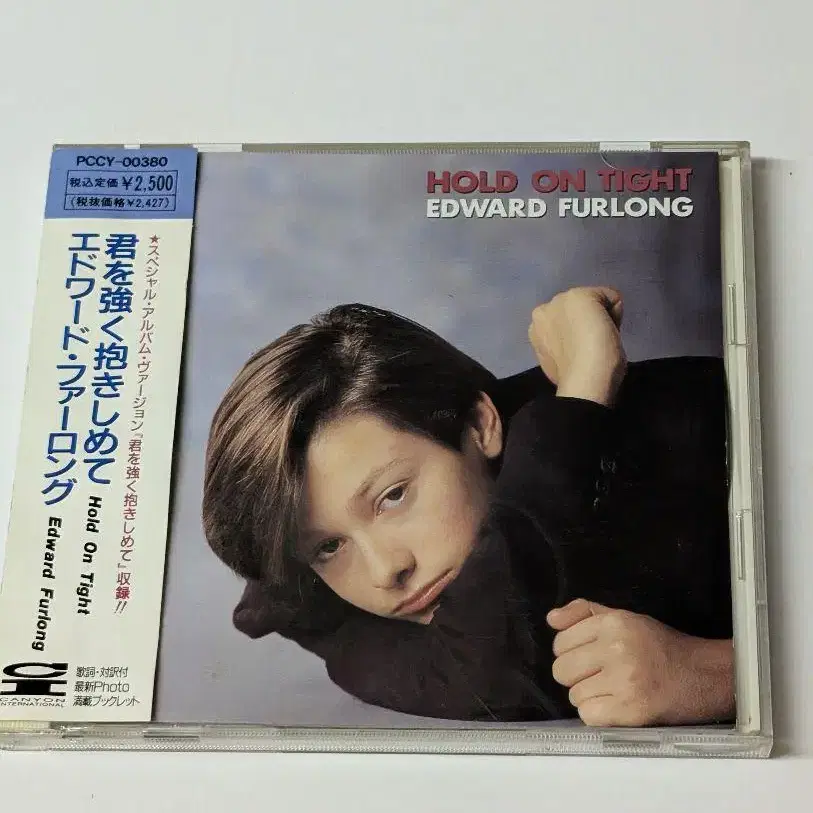 PCCY-00380
税込定価¥2,500
(税抜価格¥2,427)
★スペシャル・アルバム・ヴァージョン『君を強く抱きしめて』収録!!
君を強く抱きしめて
Hold On Tight
エドワード・ファーロング
Edward Furlong
CANYON
INTERNATIONAL
歌詞・対訳付
最新Photo
満載ブックレット
HOLD ON TIGHT
EDWARD FURLONG